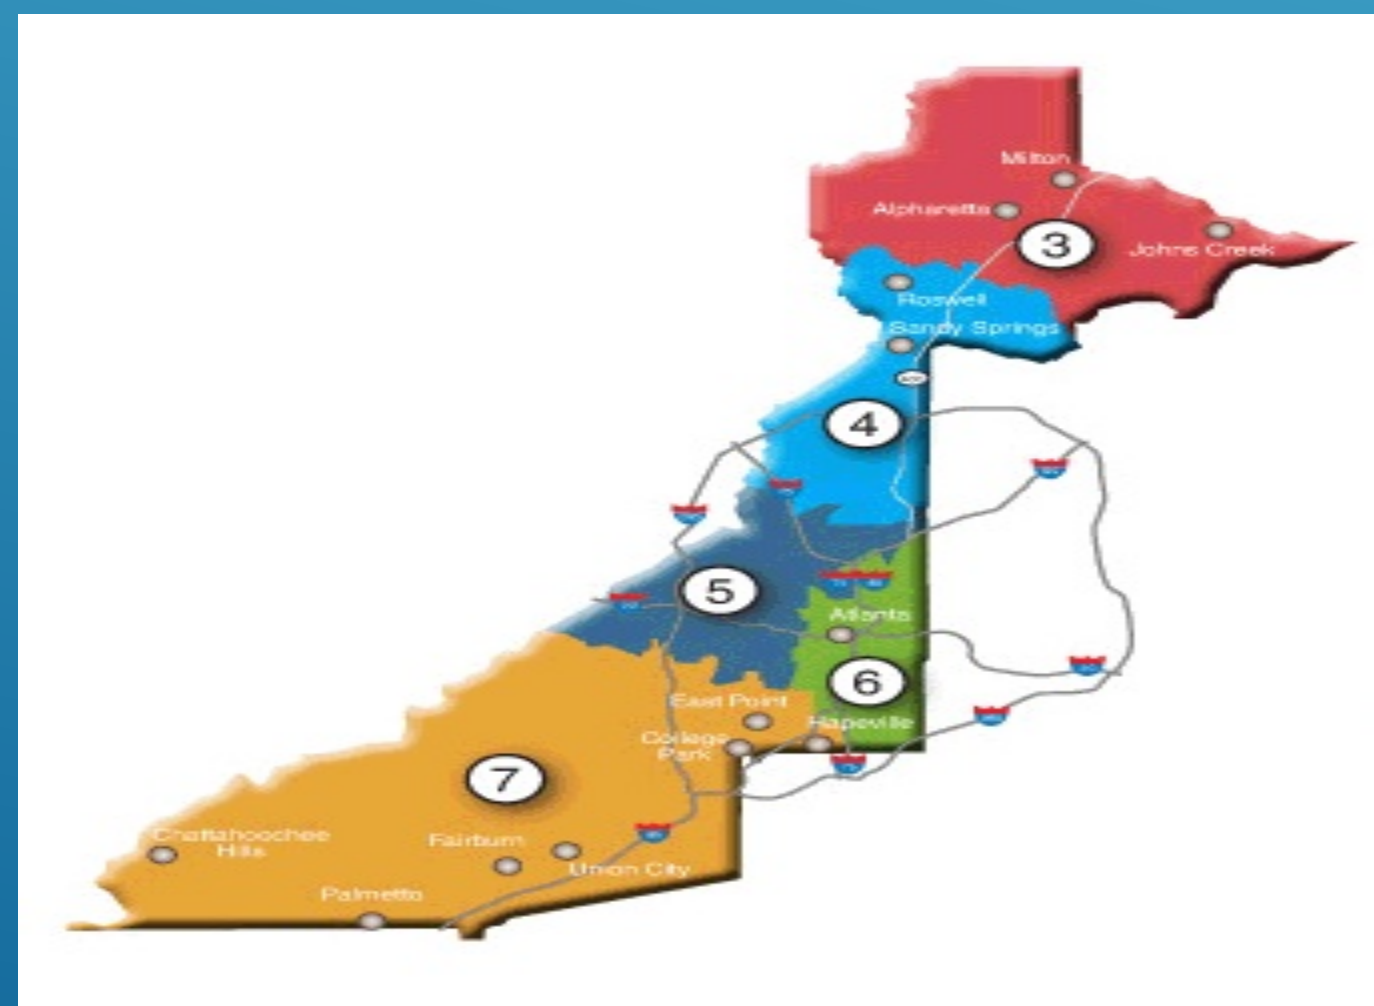 Milton
Alpharetta
3
Johns Creek
Roswell
Sandy Springs
4
5
Atlanta
6
East Point
Hapeville
College
Park
7
Chattahoochee
Hills
Fairburn
Union City
Palmetto